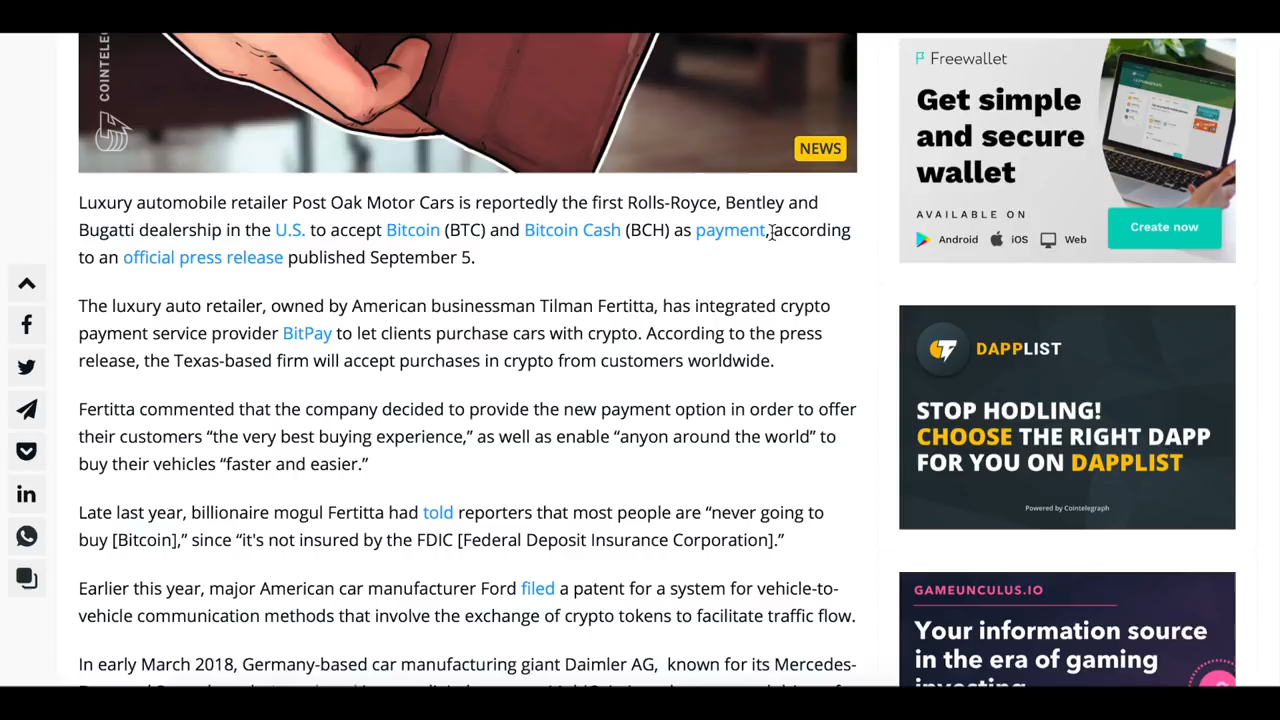 COINTELEG
NEWS
Luxury automobile retailer Post Oak Motor Cars is reportedly the first Rolls-Royce, Bentley and
Bugatti dealership in the U.S. to accept Bitcoin (BTC) and Bitcoin Cash (BCH) as payment, according
to an official press release published September 5.
The luxury auto retailer, owned by American businessman Tilman Fertitta, has integrated crypto
payment service provider BitPay to let clients purchase cars with crypto. According to the press
release, the Texas-based firm will accept purchases in crypto from customers worldwide.
Fertitta commented that the company decided to provide the new payment option in order to offer
their customers “the very best buying experience,” as well as enable “anyon around the world” to
buy their vehicles “faster and easier.”
Late last year, billionaire mogul Fertitta had told reporters that most people are “never going to
buy [Bitcoin],” since “it's not insured by the FDIC [Federal Deposit Insurance Corporation].”
Earlier this year, major American car manufacturer Ford filed a patent for a system for vehicle-to-
vehicle communication methods that involve the exchange of crypto tokens to facilitate traffic flow.
In early March 2018, Germany-based car manufacturing giant Daimler AG, known for its Mercedes-
Freewallet
Get simple
and secure
wallet
AVAILABLE ON
Android iOS Web
Create now
DAPPLIST
STOP HODLING!
CHOOSE THE RIGHT DAPP
FOR YOU ON DAPPLIST
Powered by Cointelegraph
GAMEUNCULUS.IO
Your information source
in the era of gaming
investing